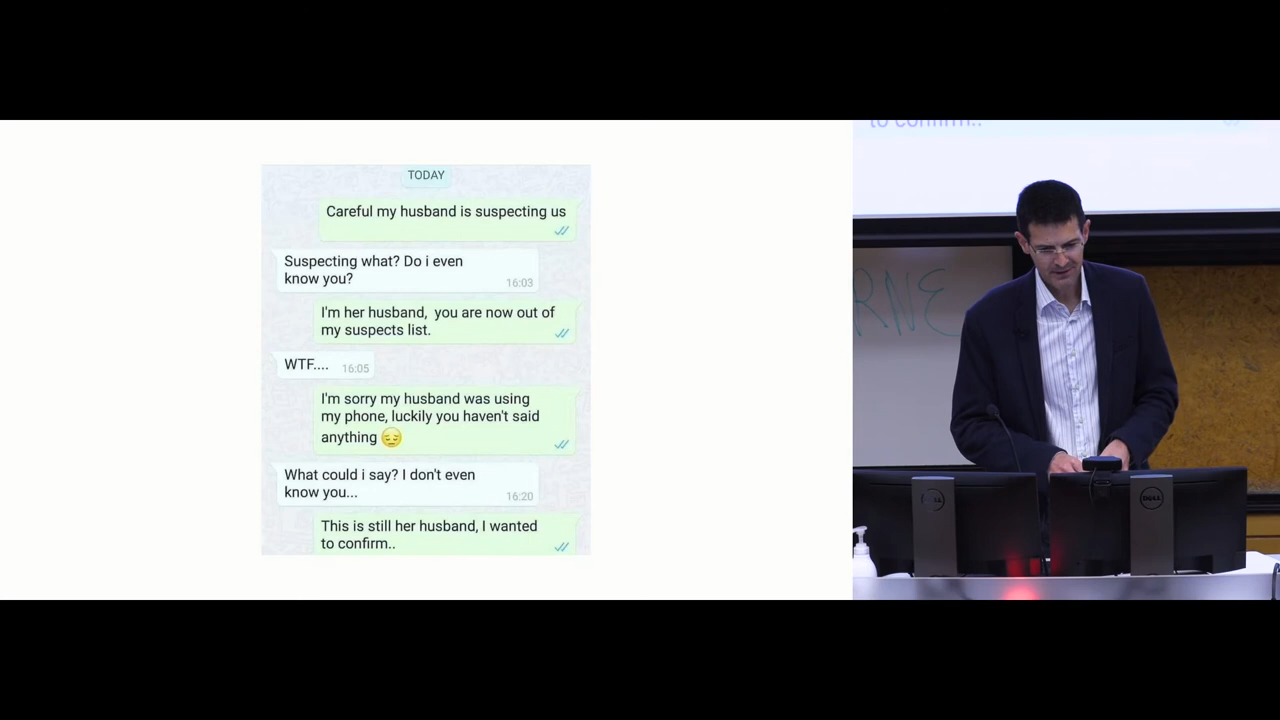 TODAY
Careful my husband is suspecting us
Suspecting what? Do i even
know you?
16:03
I'm her husband, you are now out of
my suspects list.
WTF....
16:05
I'm sorry my husband was using
my phone, luckily you haven't said
anything
What could i say? I don't even
know you...
16:20
This is still her husband, I wanted
to confirm..
to confirm..
RNE
DELL
DELL